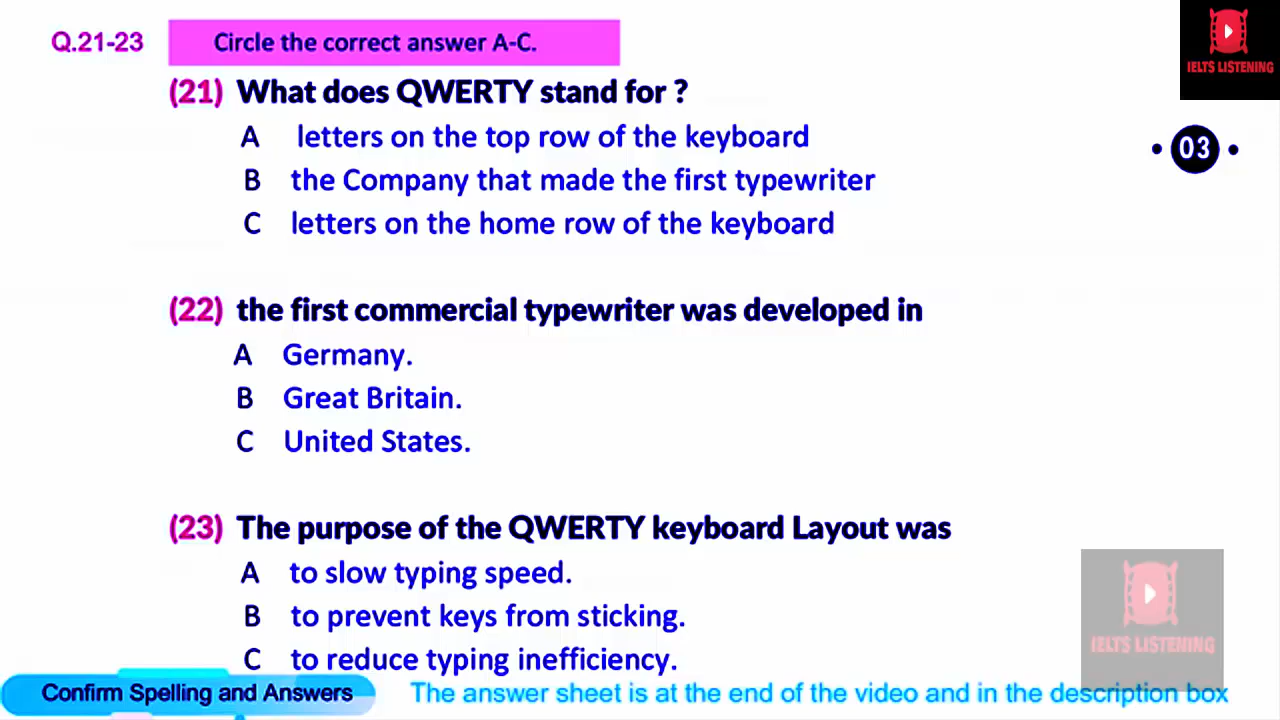 Q.21-23 Circle the correct answer A-C.
IELTS LISTENING
(21) What does QWERTY stand for ?
A letters on the top row of the keyboard
03
B the Company that made the first typewriter
C letters on the home row of the keyboard
(22) the first commercial typewriter was developed in
A Germany.
B Great Britain.
C United States.
(23) The purpose of the QWERTY keyboard Layout was
A to slow typing speed.
B to prevent keys from sticking.
IELTS LISTENING
C to reduce typing inefficiency.
Confirm Spelling and Answers The answer sheet is at the end of the video and in the description box